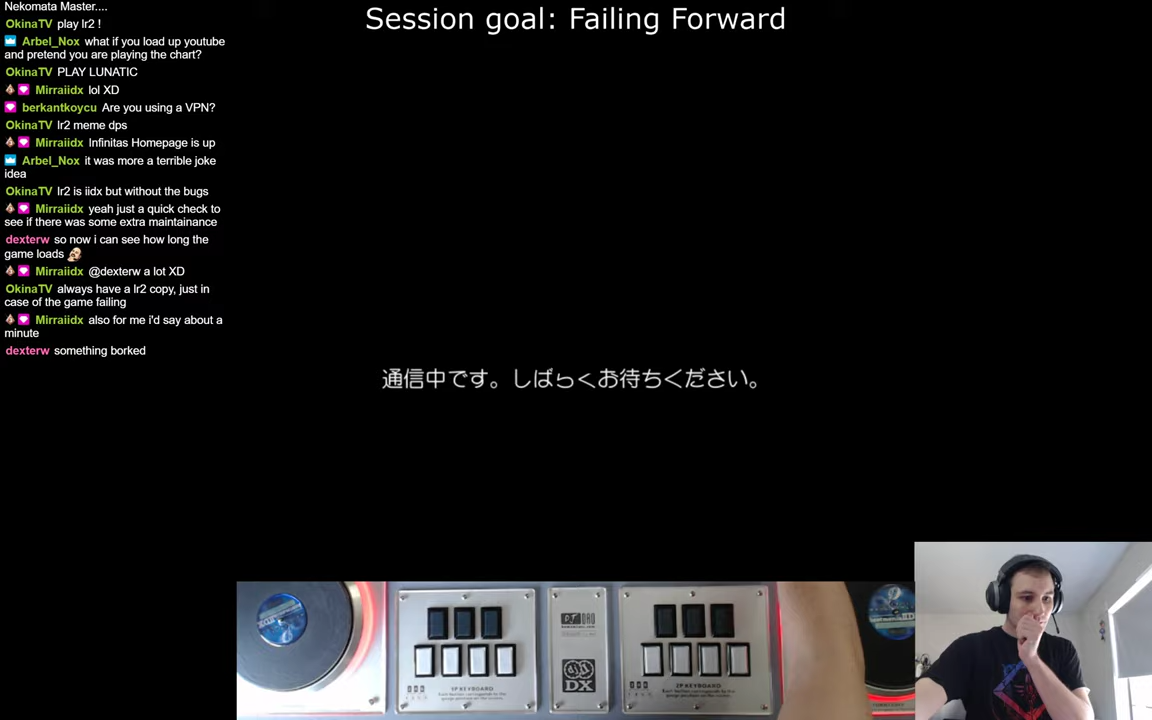 Nekomata Master....
OkinaTV play lr2 !
Arbel_Nox what if you load up youtube
and pretend you are playing the chart?
OkinaTV PLAY LUNATIC
Mirraiidx lol XD
berkantkoycu Are you using a VPN?
OkinaTV lr2 meme dps
Mirraiidx Infinitas Homepage is up
Arbel_Nox it was more a terrible joke
idea
OkinaTV lr2 is iidx but without the bugs
Mirraiidx yeah just a quick check to
see if there was some extra maintainance
dexterw so now i can see how long the
game loads
Mirraiidx @dexterw a lot XD
OkinaTV always have a lr2 copy, just in
case of the game failing
Mirraiidx also for me i'd say about a
minute
dexterw something borked
Session goal: Failing Forward
通信中です。しばらくお待ちください。
1P KEYBOARD
DJ DAO
DX
2P KEYBOARD